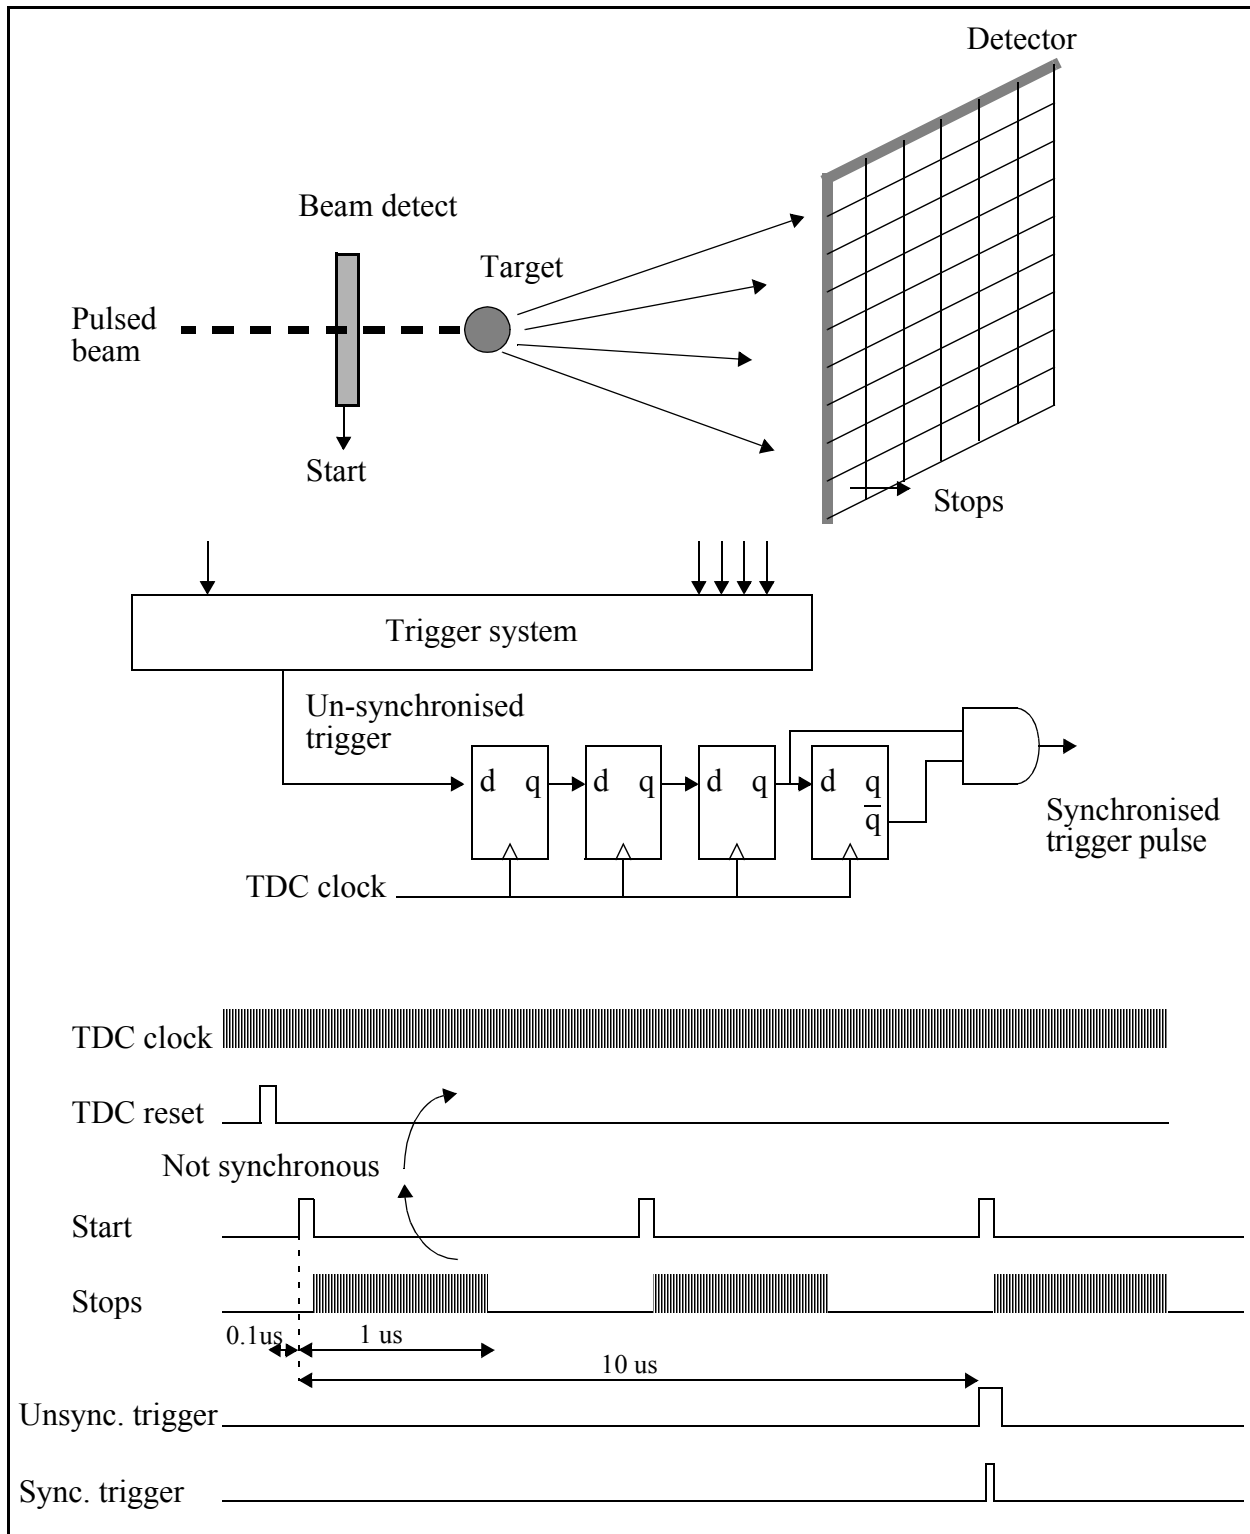 Detector
Beam detect
Target
Pulsed
beam
Start
Stops
Trigger system
Un-synchronised
trigger
d q d q d q d q
q
Synchronised
trigger pulse
TDC clock
TDC clock
TDC reset
Not synchronous
Start
Stops
0.1us
1 us
10 us
Unsync. trigger
Sync. trigger